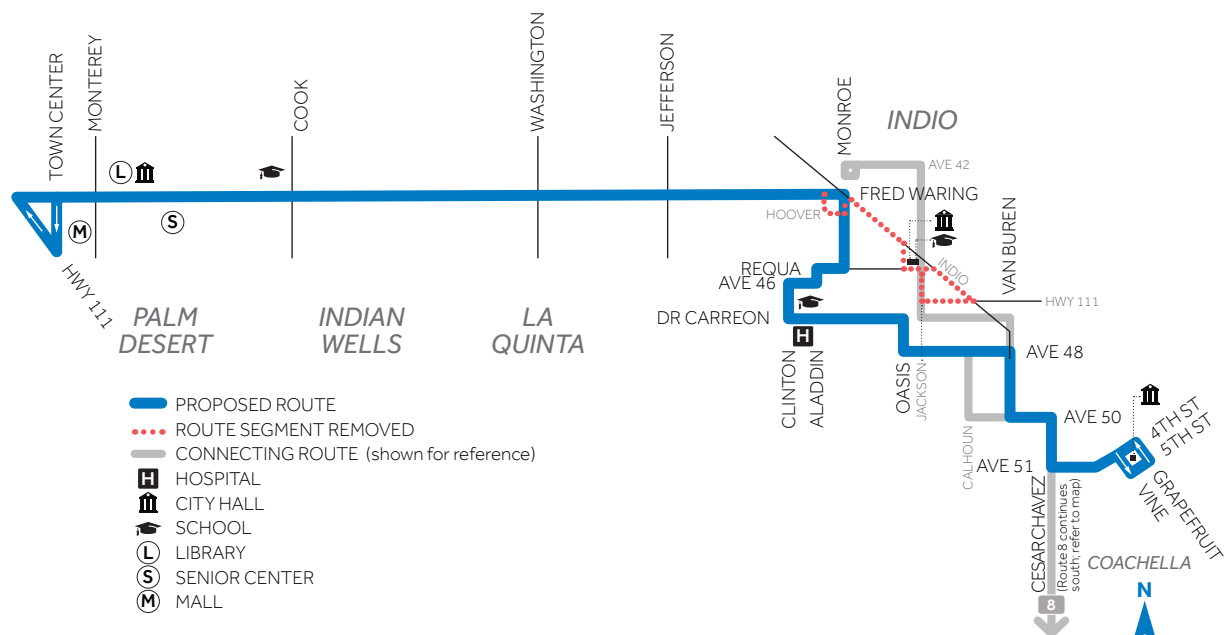 TOWN CENTER
MONTEREY
COOK
WASHINGTON
JEFFERSON
MONROE
INDIO
AVE 42
L
S
M
FRED WARING
HOOVER
VAN BUREN
INDIO
REQUA
AVE 46
HWY 111
HWY 111
PALM
DESERT
INDIAN
WELLS
LA
QUINTA
DR CARREON
H
CLINTON
ALADDIN
OASIS
JACKSON
AVE 48
CALHOUN
AVE 50
AVE 51
4TH ST
5TH ST
GRAPEFRUIT
VINE
CESARCHAVEZ
(Route 8 continues
south; refer to map)
8
COACHELLA
N
PROPOSED ROUTE
ROUTE SEGMENT REMOVED
CONNECTING ROUTE (shown for reference)
H HOSPITAL
CITY HALL
SCHOOL
L LIBRARY
S SENIOR CENTER
M MALL